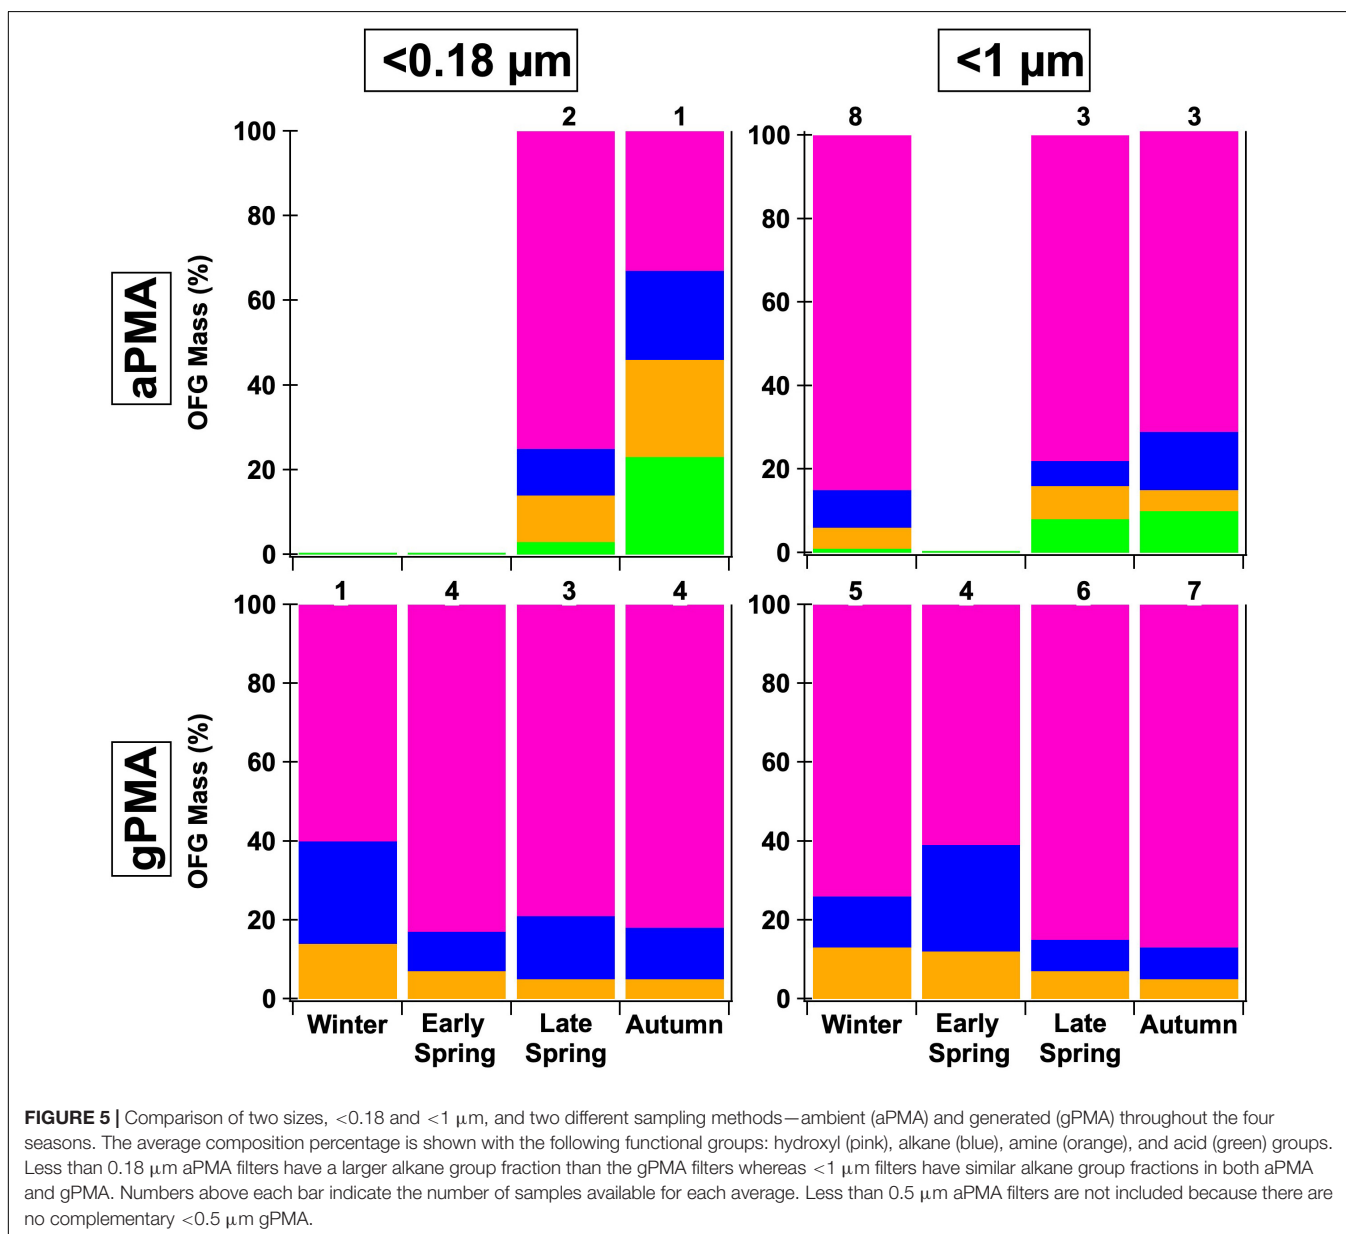 <0.18 µm
<1 µm
aPMA
OFG Mass (%)
2 1
100
80
60
40
20
0
8 3 3
100
80
60
40
20
0
gPMA
OFG Mass (%)
1 4 3 4
100
80
60
40
20
0
Winter Early Spring Late Spring Autumn
5 4 6 7
100
80
60
40
20
0
Winter Early Spring Late Spring Autumn
FIGURE 5 | Comparison of two sizes, <0.18 and <1 µm, and two different sampling methods—ambient (aPMA) and generated (gPMA) throughout the four
seasons. The average composition percentage is shown with the following functional groups: hydroxyl (pink), alkane (blue), amine (orange), and acid (green) groups.
Less than 0.18 µm aPMA filters have a larger alkane group fraction than the gPMA filters whereas <1 µm filters have similar alkane group fractions in both aPMA
and gPMA. Numbers above each bar indicate the number of samples available for each average. Less than 0.5 µm aPMA filters are not included because there are
no complementary <0.5 µm gPMA.